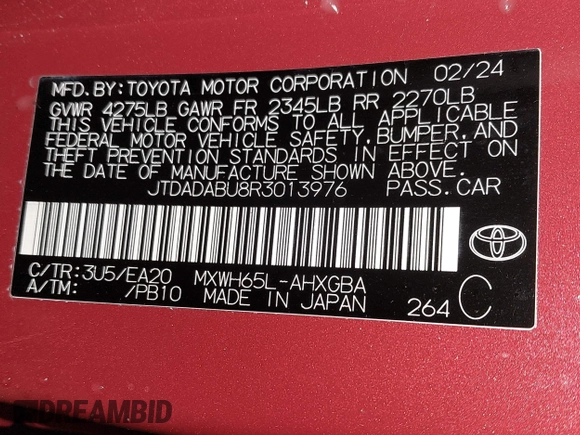 MFD.BY:TOYOTA MOTOR CORPORATION 02/24
GVWR 4275LB GAWR FR 2345LB RR 2270LB
THIS VEHICLE CONFORMS TO ALL APPLICABLE
FEDERAL MOTOR VEHICLE SAFETY,BUMPER,AND
THEFT PREVENTION STANDARDS IN EFFECT ON
THE DATE OF MANUFACTURE SHOWN ABOVE.
JTDADABU8R3013976 PASS.CAR
C/TR:3U5/EA20 MXWH65L-AHXGBA
A/TM: /PB10 MADE IN JAPAN 264 C
DREAMBID